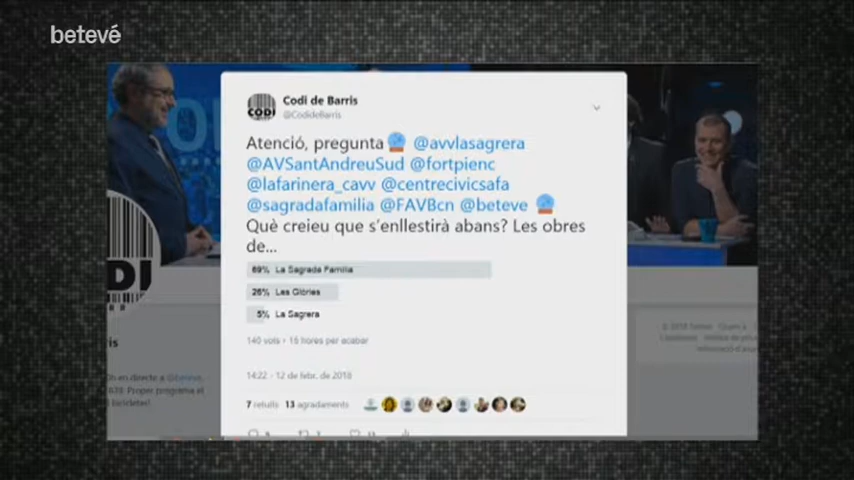 betevé
Codi de Barris
@CodideBarris
Atenció, pregunta @avvlasagrera
@AVSantAndreuSud @fortpienc
@lafarinera_cavv @centrecivicsafa
@sagradafamilia @FAVBcn @beteve
Què creieu que s'enllestirà abans? Les obres
de...
69% La Sagrada Família
26% Les Glòries
5% La Sagrera
140 vots • 16 hores per acabar
14:22 - 12 de febr. de 2018
7 retuits 13 agradaments